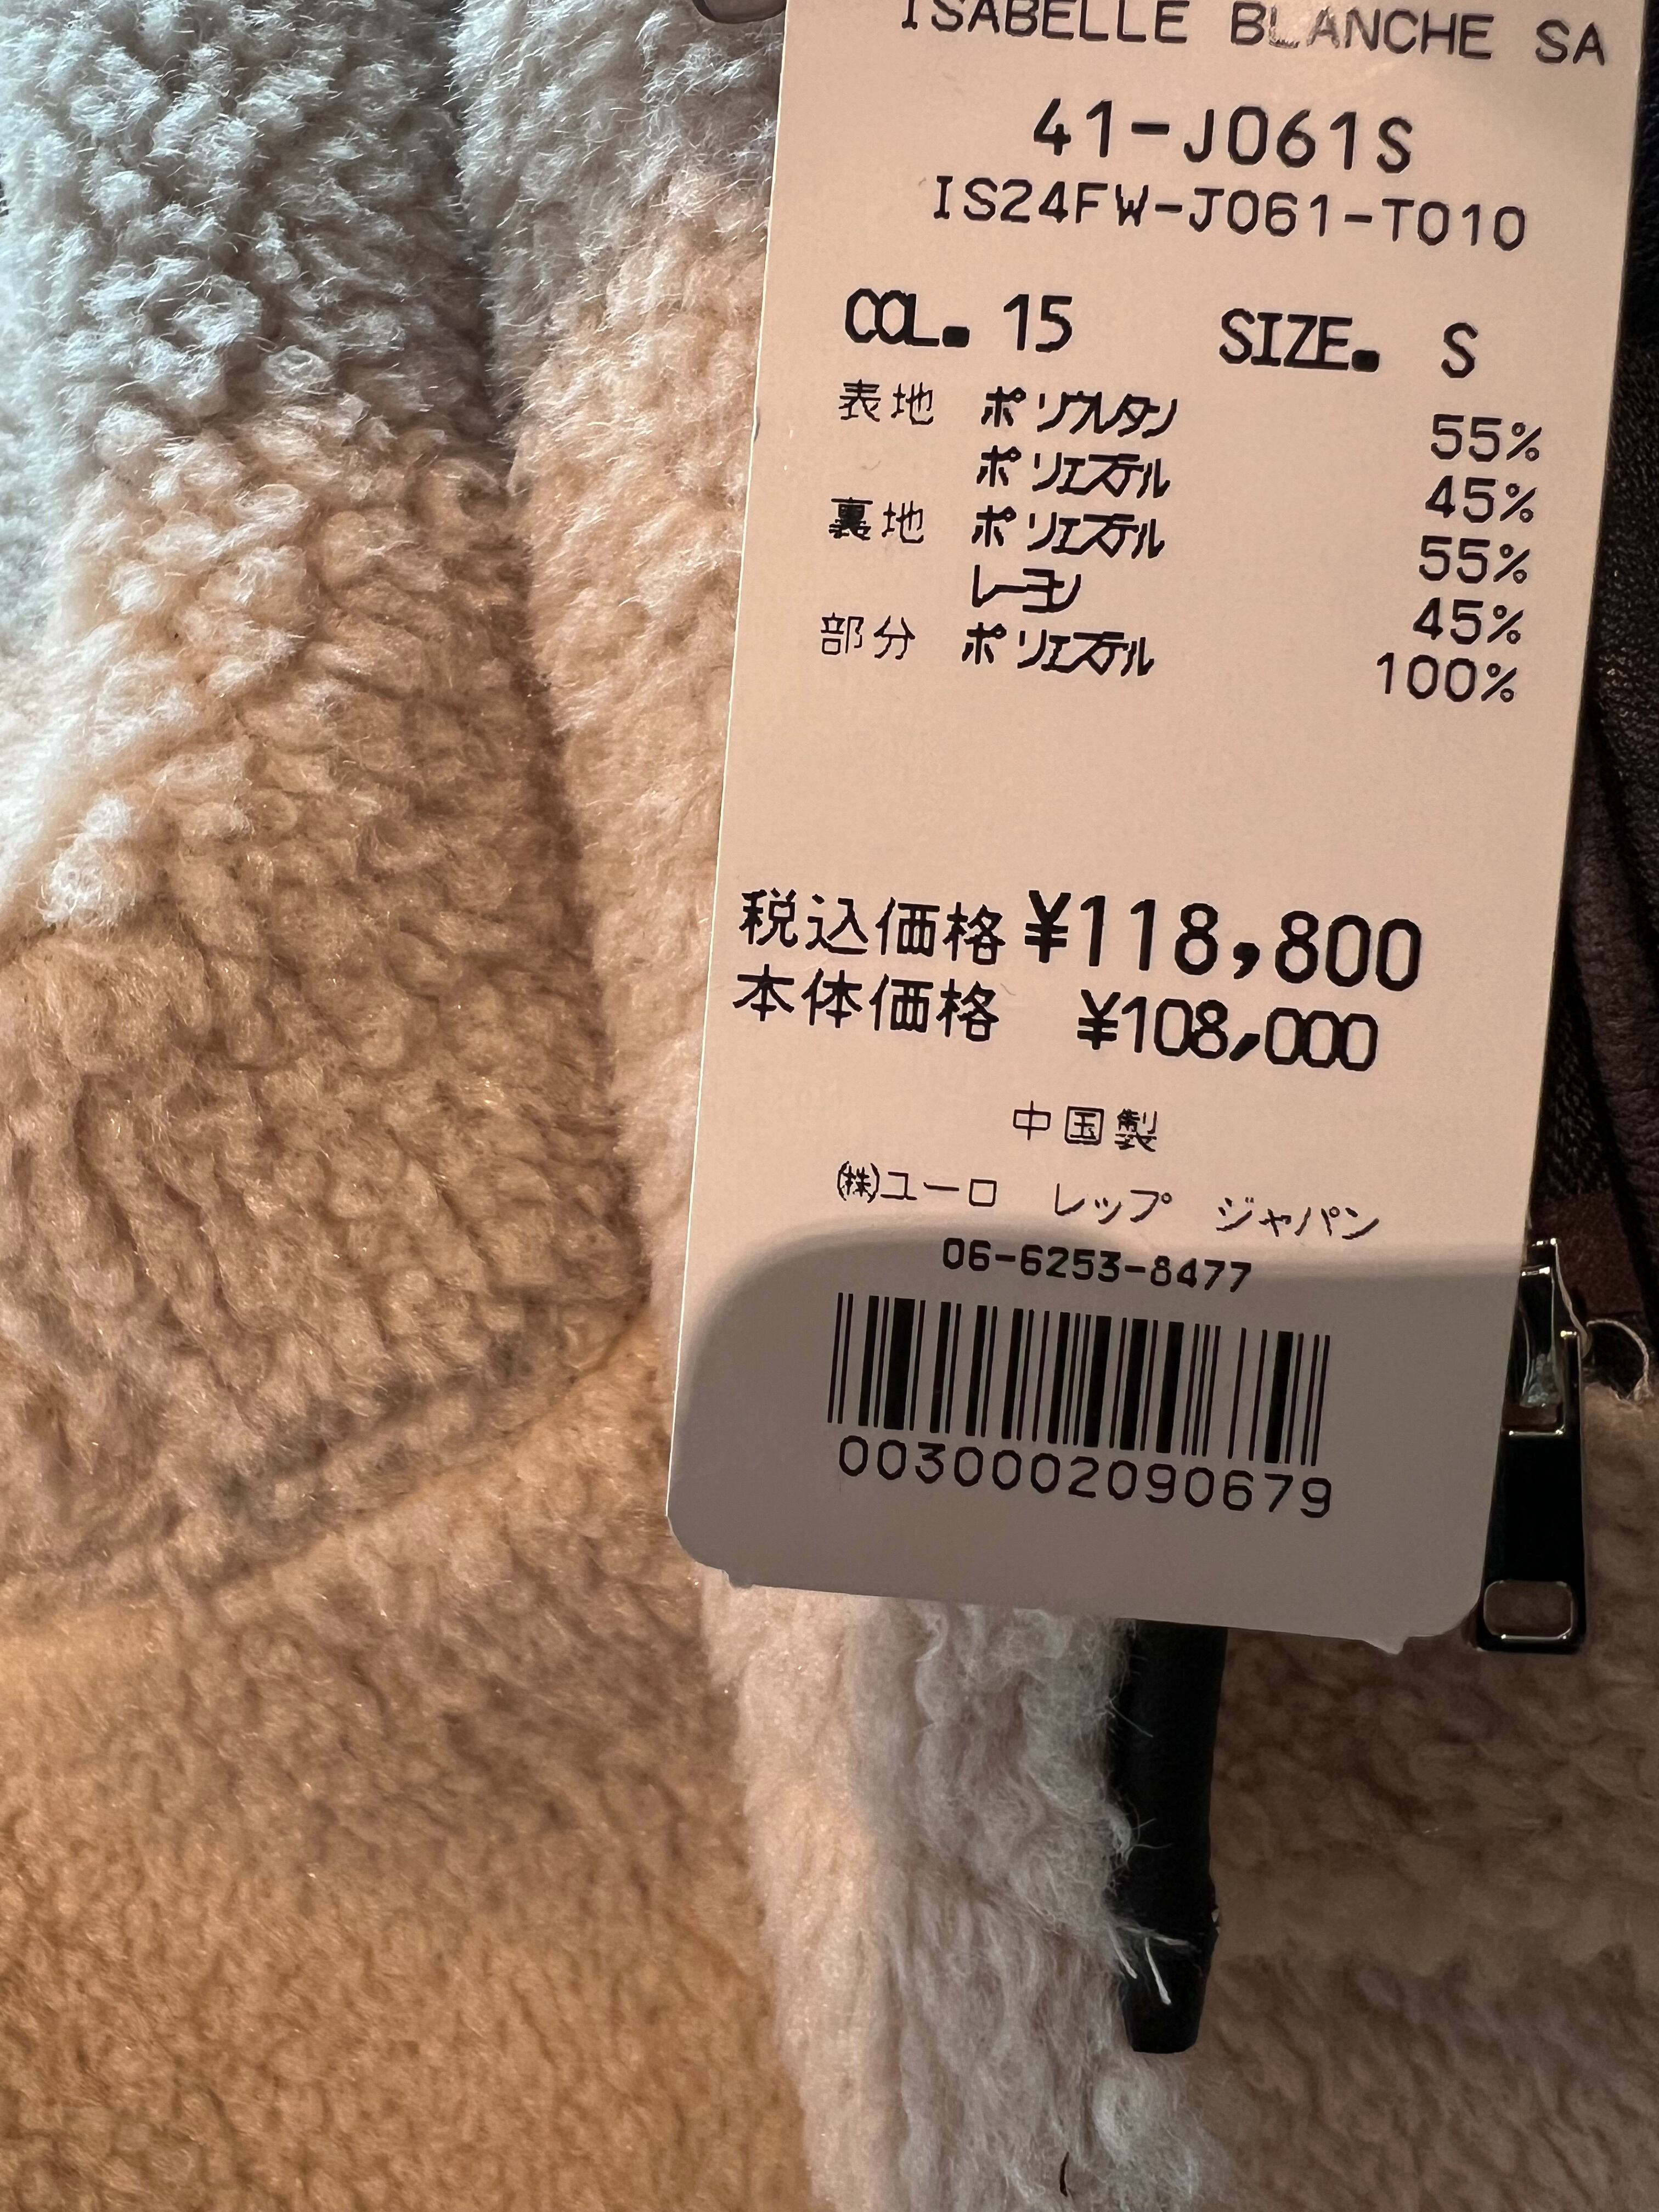 ISABELLE BLANCHE SA
41-J061S
IS24FW-J061-T010
COL. 15 SIZE. S
表地 ポリウレタン 55%
ポリエステル 45%
裏地 ポリエステル 55%
レーヨン 45%
部分 ポリエステル 100%
税込価格 ¥118,800
本体価格 ¥108,000
中国製
㈱ユーロ レップ ジャパン
06-6253-8477
0030002090679